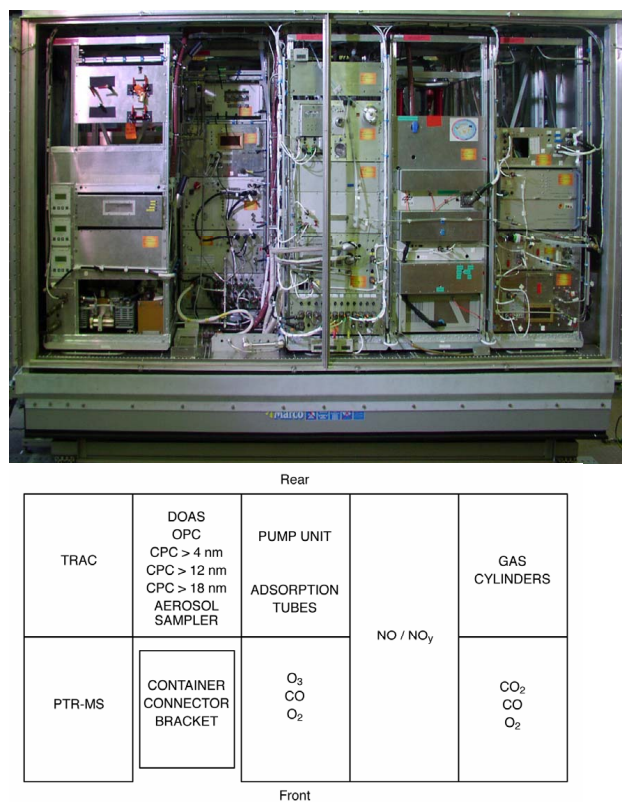 Marco
Rear
TRAC
DOAS
OPC
CPC > 4 nm
CPC > 12 nm
CPC > 18 nm
AEROSOL
SAMPLER
PUMP UNIT
ADSORPTION
TUBES
NO / NOy
GAS
CYLINDERS
PTR-MS
CONTAINER
CONNECTOR
BRACKET
O3
CO
O2
CO2
CO
O2
Front